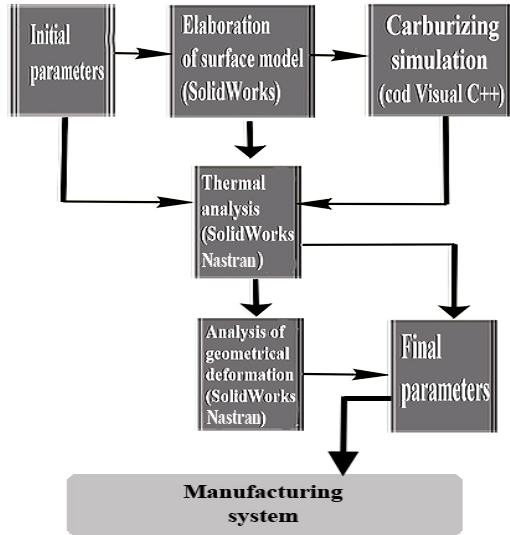 Initial
parameters
Elaboration
of surface model
(SolidWorks)
Carburizing
simulation
(cod Visual C++)
Thermal
analysis
(SolidWorks
Nastran)
Analysis of
geometrical
deformation
(SolidWorks
Nastran)
Final
parameters
Manufacturing
system